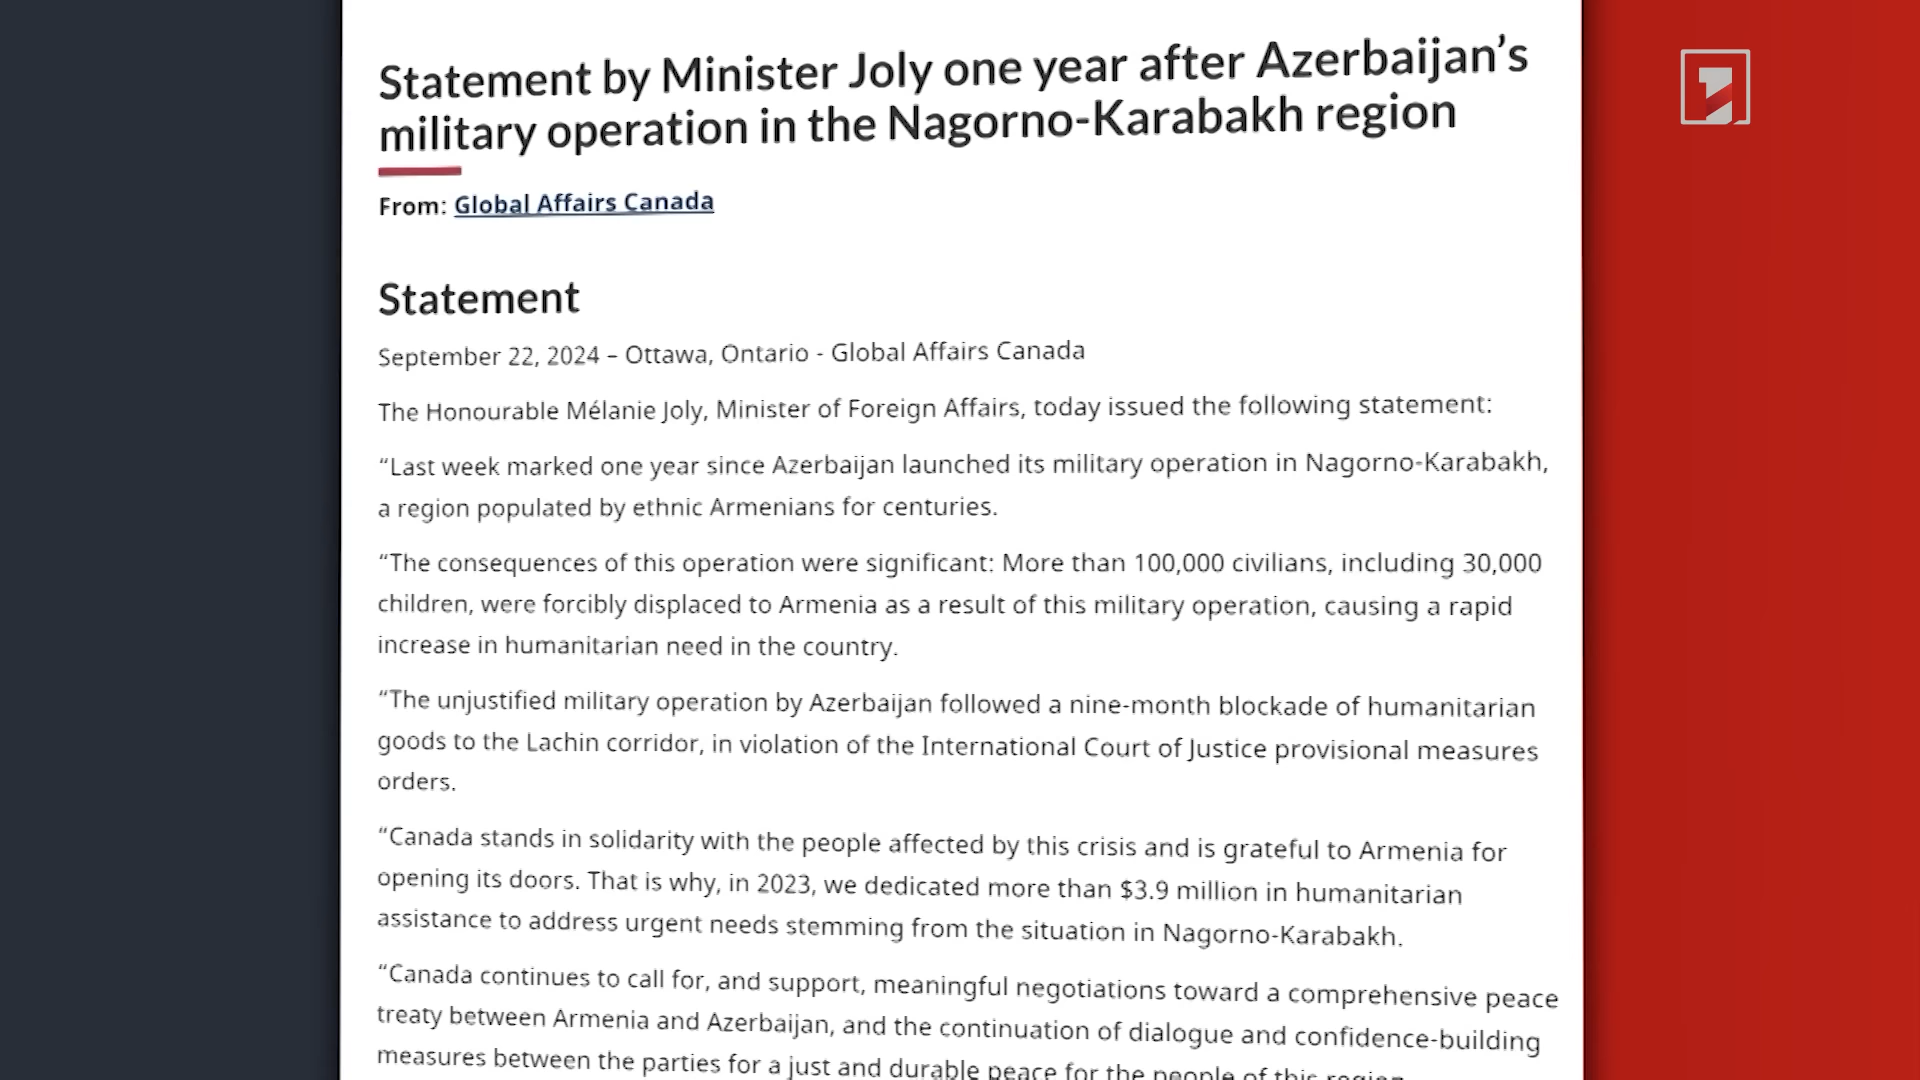 Statement by Minister Joly one year after Azerbaijan’s
military operation in the Nagorno-Karabakh region
From: Global Affairs Canada
Statement
September 22, 2024 – Ottawa, Ontario - Global Affairs Canada
The Honourable Mélanie Joly, Minister of Foreign Affairs, today issued the following statement:
“Last week marked one year since Azerbaijan launched its military operation in Nagorno-Karabakh,
a region populated by ethnic Armenians for centuries.
“The consequences of this operation were significant: More than 100,000 civilians, including 30,000
children, were forcibly displaced to Armenia as a result of this military operation, causing a rapid
increase in humanitarian need in the country.
“The unjustified military operation by Azerbaijan followed a nine-month blockade of humanitarian
goods to the Lachin corridor, in violation of the International Court of Justice provisional measures
orders.
“Canada stands in solidarity with the people affected by this crisis and is grateful to Armenia for
opening its doors. That is why, in 2023, we dedicated more than $3.9 million in humanitarian
assistance to address urgent needs stemming from the situation in Nagorno-Karabakh.
“Canada continues to call for, and support, meaningful negotiations toward a comprehensive peace
treaty between Armenia and Azerbaijan, and the continuation of dialogue and confidence-building
measures between the parties for a just and durable peace for the people of this region